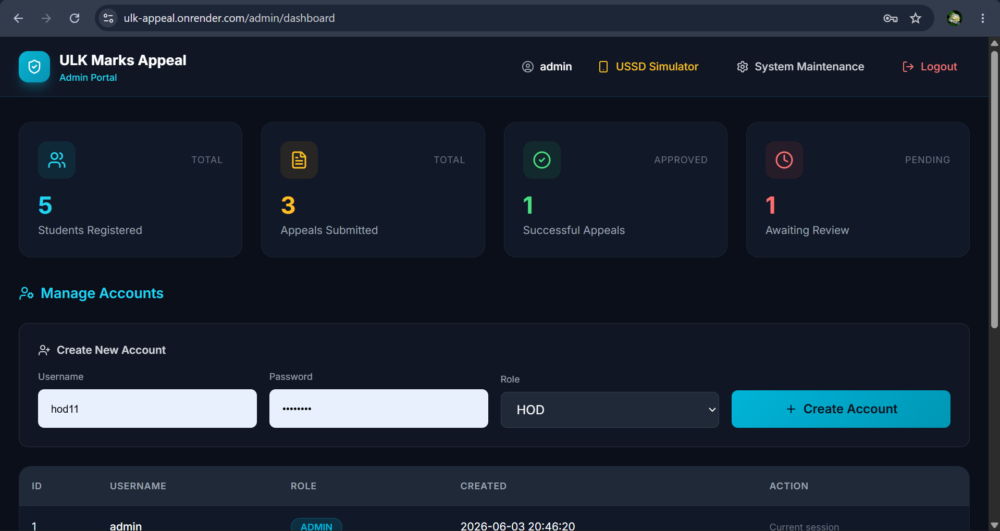 ulk-appeal.onrender.com/admin/dashboard
ULK Marks Appeal
Admin Portal
admin
USSD Simulator
System Maintenance
Logout
TOTAL
5
Students Registered
TOTAL
3
Appeals Submitted
APPROVED
1
Successful Appeals
PENDING
1
Awaiting Review
Manage Accounts
Create New Account
Username
hod11
Password
••••••••
Role
HOD
+ Create Account
ID USERNAME ROLE CREATED ACTION
1 admin ADMIN 2026-06-03 20:46:20 Current session